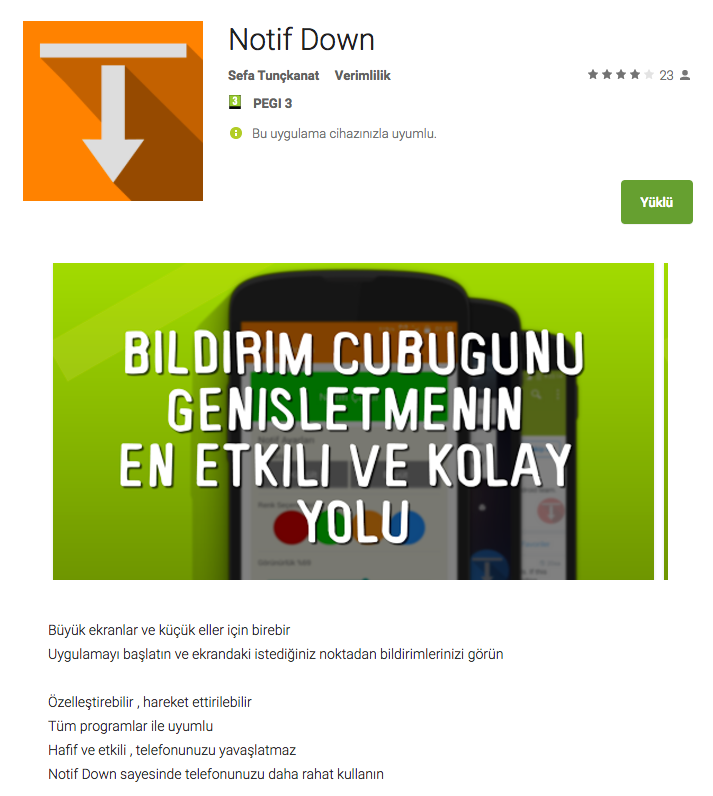 Notif Down
Sefa Tunçkanat Verimlilik
23
3 PEGI 3
Bu uygulama cihazınızla uyumlu.
Yüklü
BILDIRIM CUBUGUNU
GENISLETMENIN
EN ETKILI VE KOLAY
YOLU
Büyük ekranlar ve küçük eller için birebir
Uygulamayı başlatın ve ekrandaki istediğiniz noktadan bildirimlerinizi görün
Özelleştirebilir , hareket ettirilebilir
Tüm programlar ile uyumlu
Hafif ve etkili , telefonunuzu yavaşlatmaz
Notif Down sayesinde telefonunuzu daha rahat kullanın